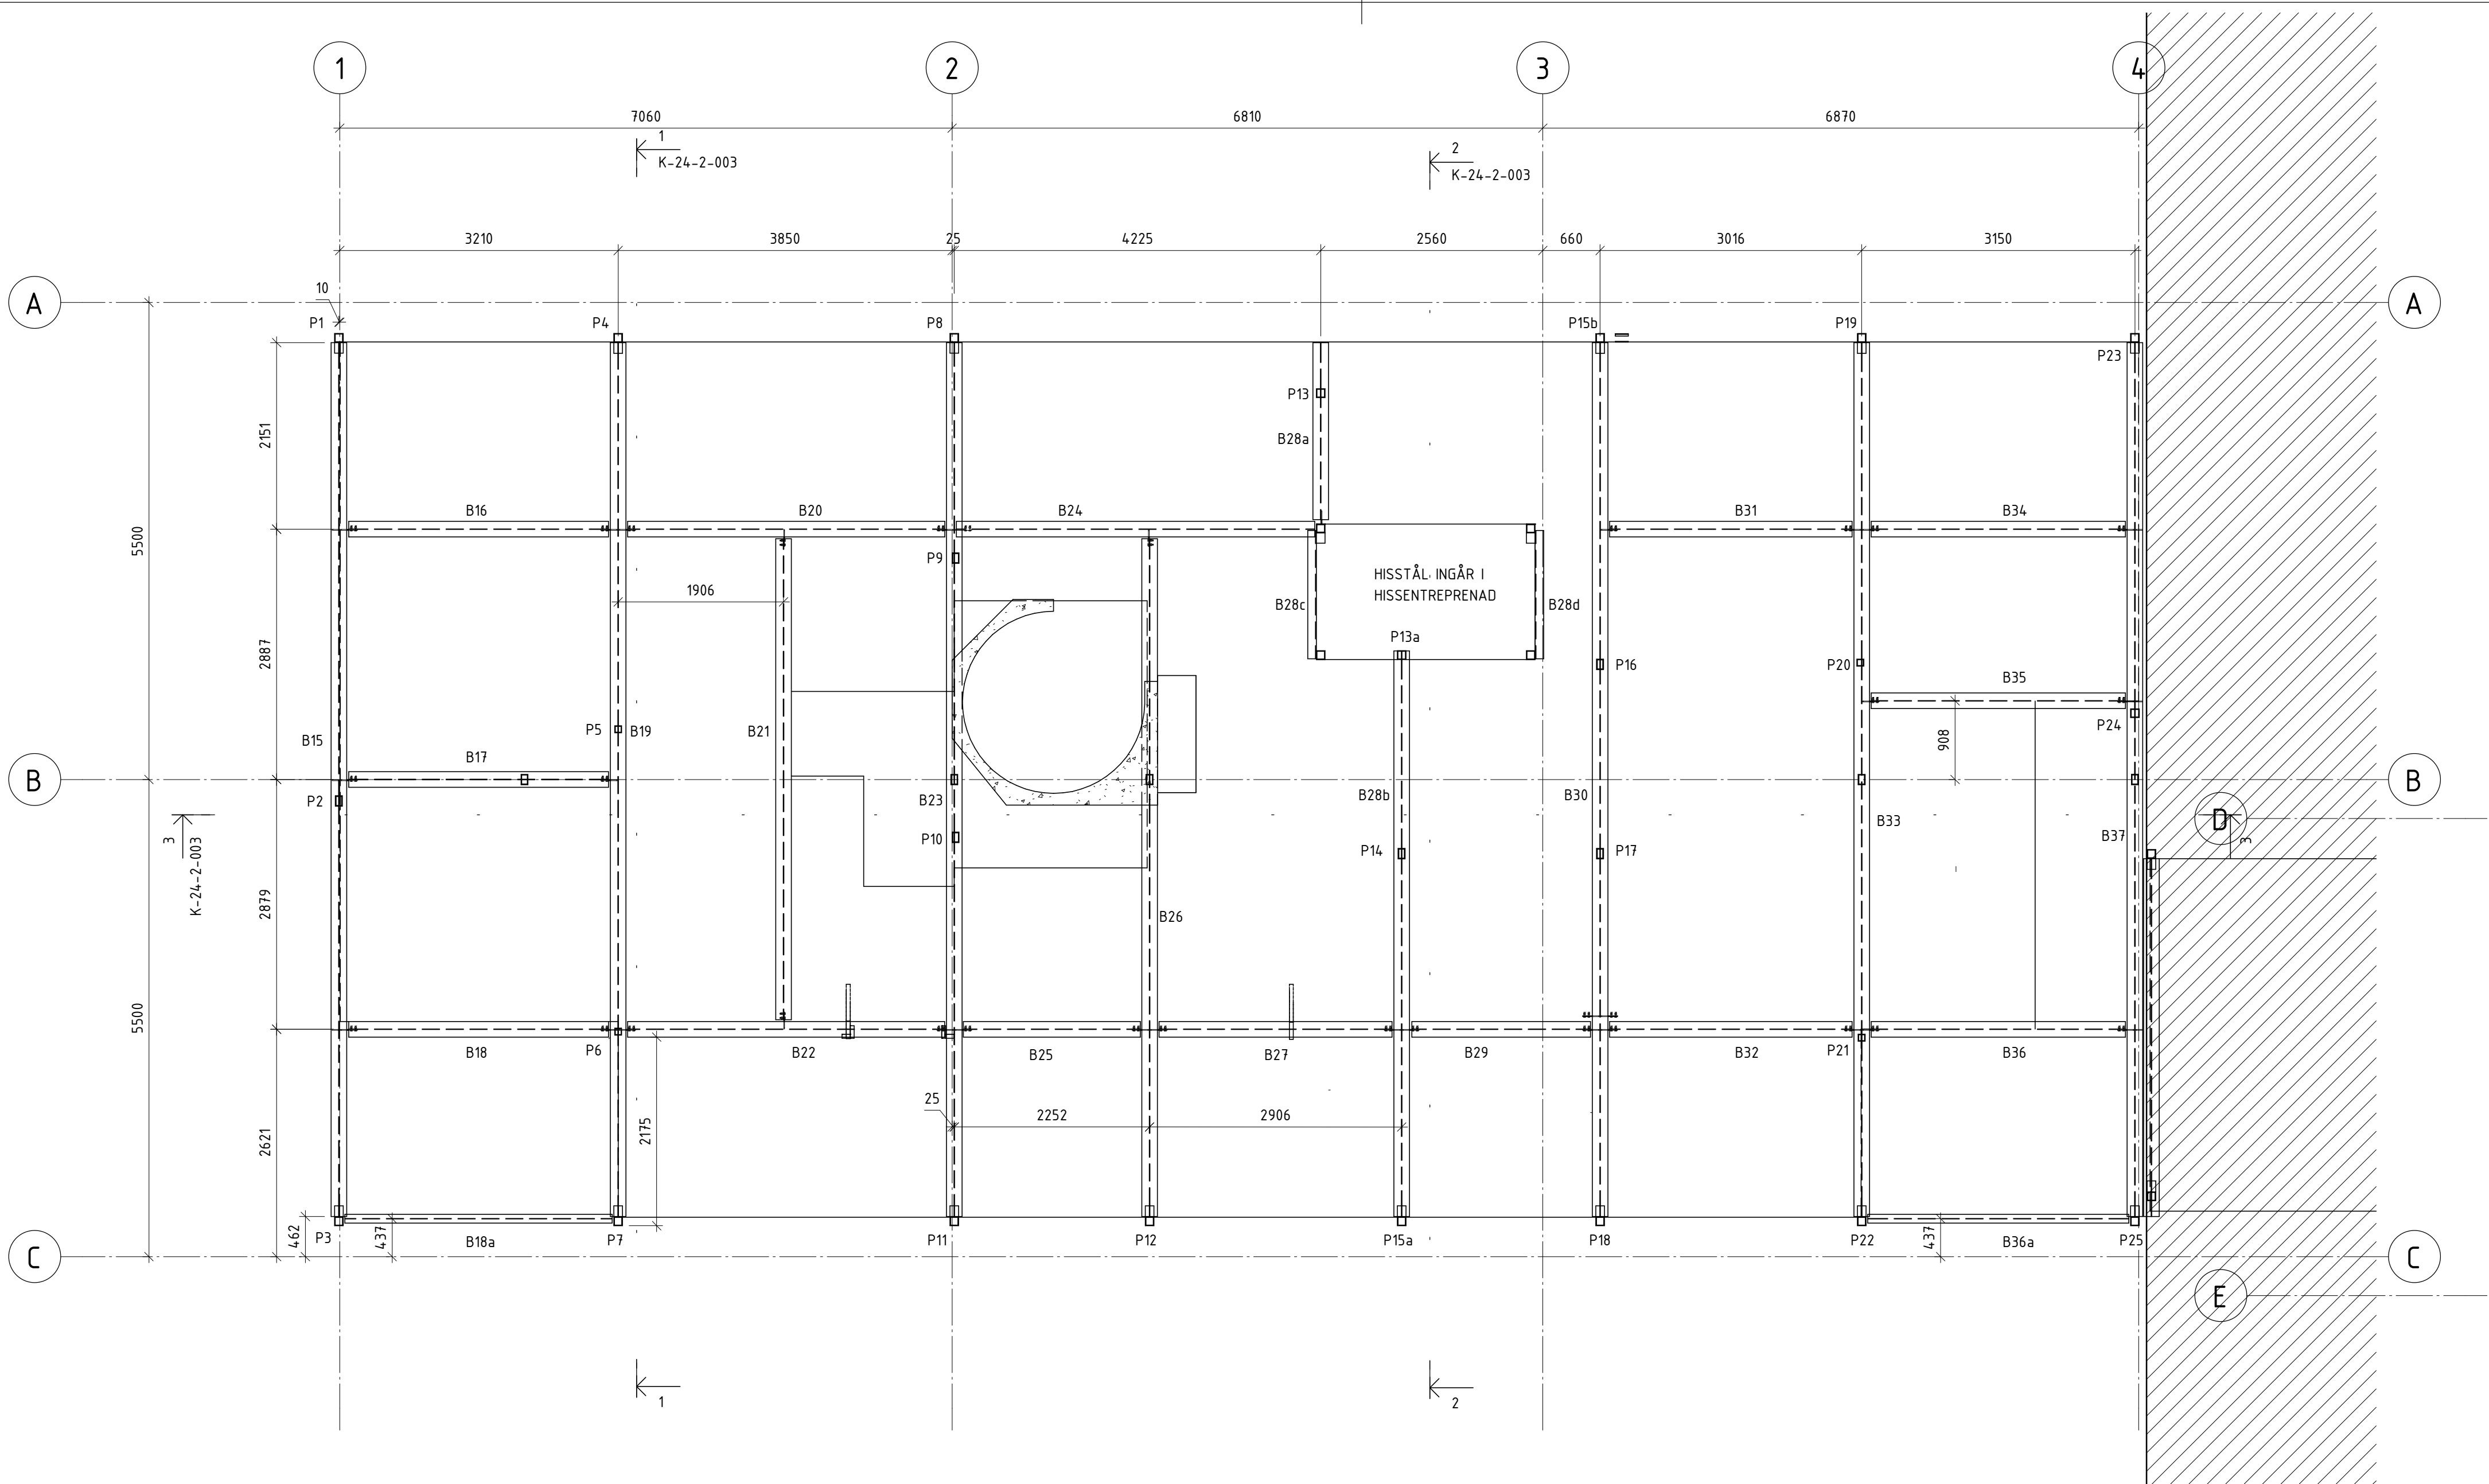 1 2 3 4
7060 6810 6870
1
K-24-2-003
2
K-24-2-003
3210 3850 25 4225 2560 660 3016 3150
10
A A
P1 P4 P8 P15b P19
P23
P13
2151
B28a
B16 B20 B24 B31 B34
5500
P9
HISSTÅL INGÅR I
HISSENTREPRENAD
1906
B28c B28d
P13a
2887
P16 P20
B35
P5 B19 B21
P24
B15
908
B17
B B
P2
B23 B28b B30
B33
D
3
K-24-2-003
P10
B37
3
P14 P17
2879
B26
5500
P6
B18 B22 B25 B27 B29 B32 P21 B36
25
2252 2906
2175
2621
462
437
437
P3 B18a P7 P11 P12 P15a P18 P22 B36a P25
C C
E
1
2